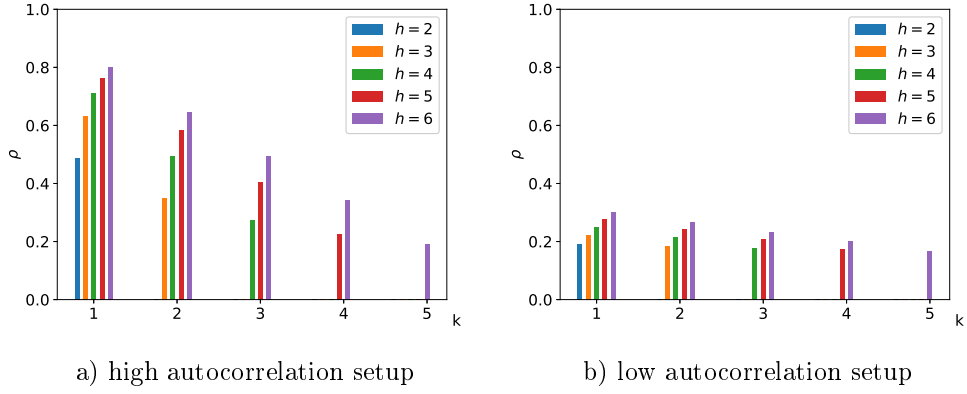 1.0
0.8
0.6
0.4
0.2
0.0
ρ
1 2 3 4 5
k
h = 2
h = 3
h = 4
h = 5
h = 6
a) high autocorrelation setup
1.0
0.8
0.6
0.4
0.2
0.0
ρ
1 2 3 4 5
k
h = 2
h = 3
h = 4
h = 5
h = 6
b) low autocorrelation setup